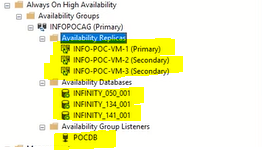 Always On High Availability
Availability Groups
INFOPOCAG (Primary)
Availability Replicas
INFO-POC-VM-1 (Primary)
INFO-POC-VM-2 (Secondary)
INFO-POC-VM-3 (Secondary)
Availability Databases
INFINITY_050_001
INFINITY_134_001
INFINITY_141_001
Availability Group Listeners
POCDB